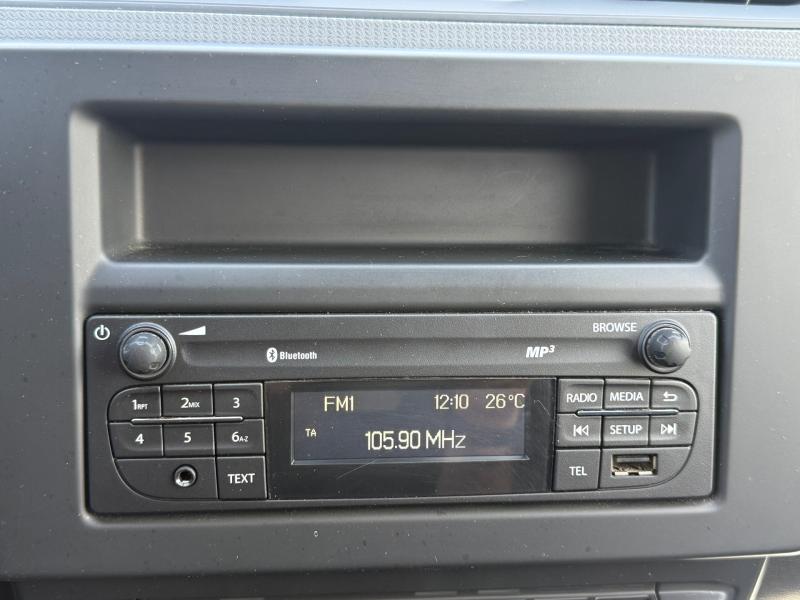 BROWSE
Bluetooth
MP3
1RPT 2MIX 3
4 5 6A-Z
TEXT
FM1 12:10 26°C
TA
105.90 MHz
RADIO MEDIA
SETUP
TEL